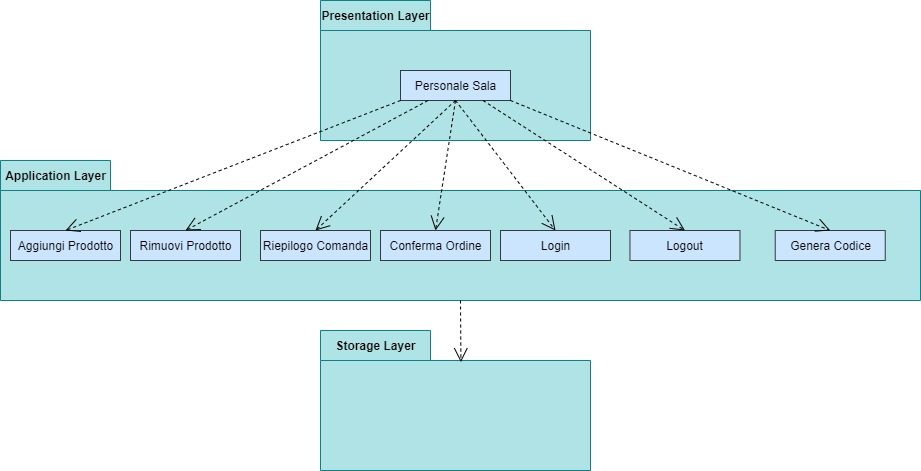 Presentation Layer
Personale Sala
Application Layer
Aggiungi Prodotto
Rimuovi Prodotto
Riepilogo Comanda
Conferma Ordine
Login
Logout
Genera Codice
Storage Layer